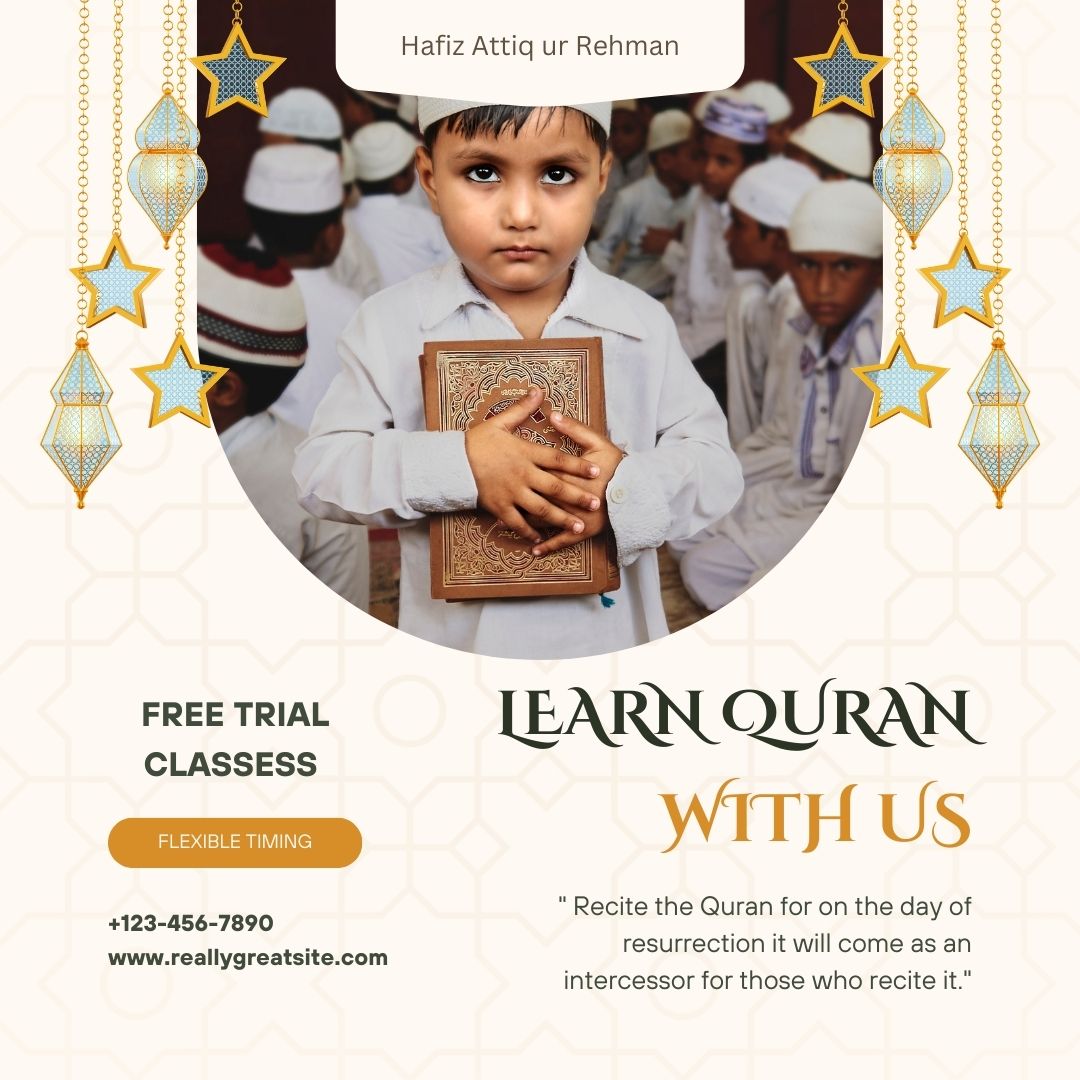 Hafiz Attiq ur Rehman
FREE TRIAL
CLASSESS
FLEXIBLE TIMING
+123-456-7890
www.reallygreatsite.com
LEARN QURAN
WITH US
" Recite the Quran for on the day of
resurrection it will come as an
intercessor for those who recite it."